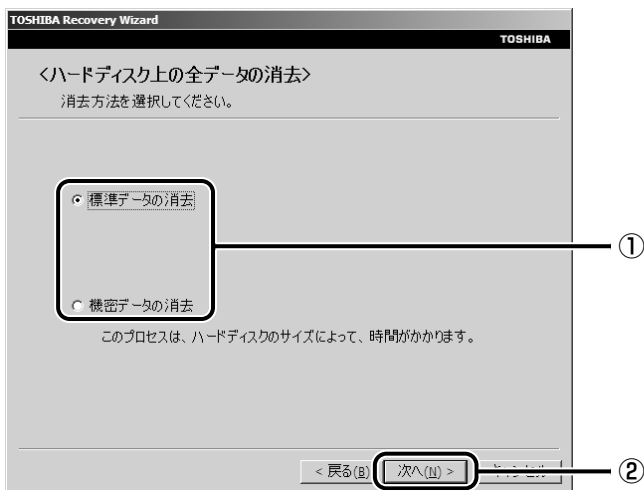 TOSHIBA Recovery Wizard
TOSHIBA
<ハードディスク上の全データの消去>
消去方法を選択してください。
標準データの消去
①
機密データの消去
このプロセスは、ハードディスクのサイズによって、時間がかかります。
< 戻る(B)
次へ(N) >
②